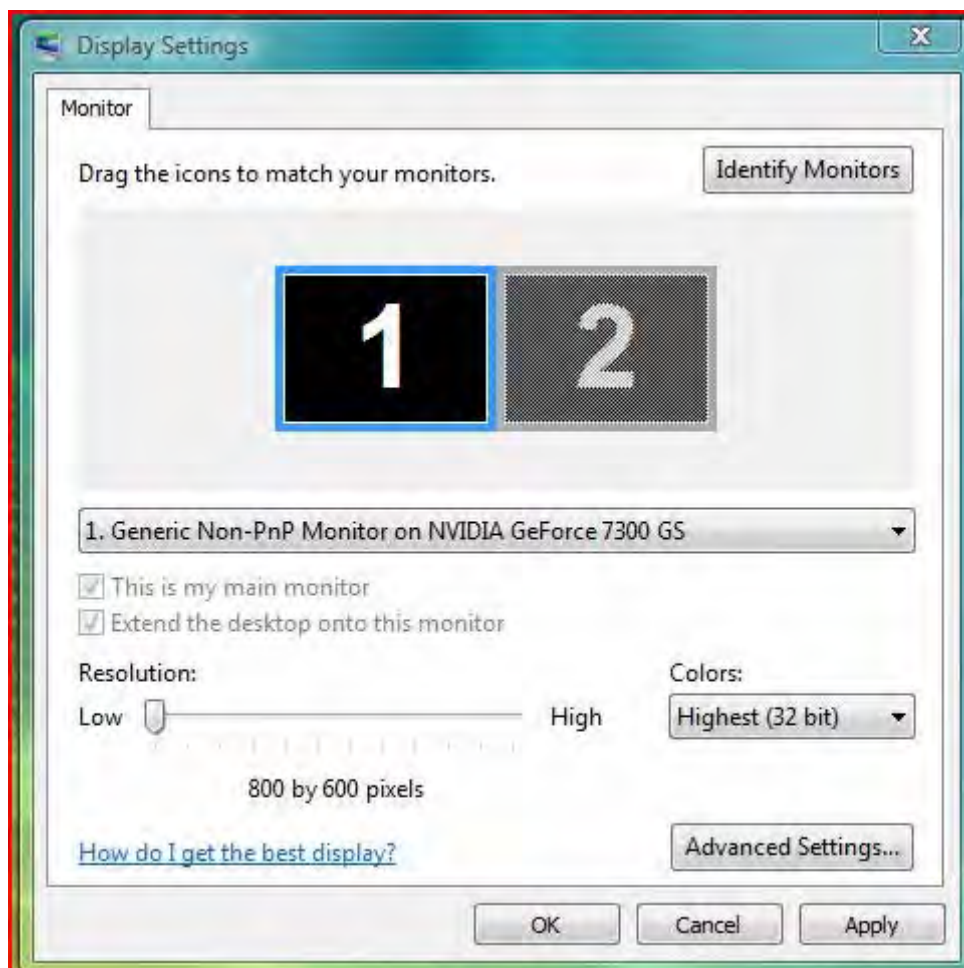 Display Settings
Monitor
Drag the icons to match your monitors.
Identify Monitors
1
2
1. Generic Non-PnP Monitor on NVIDIA GeForce 7300 GS
This is my main monitor
Extend the desktop onto this monitor
Resolution:
Colors:
Low
High
Highest (32 bit)
800 by 600 pixels
How do I get the best display?
Advanced Settings...
OK
Cancel
Apply